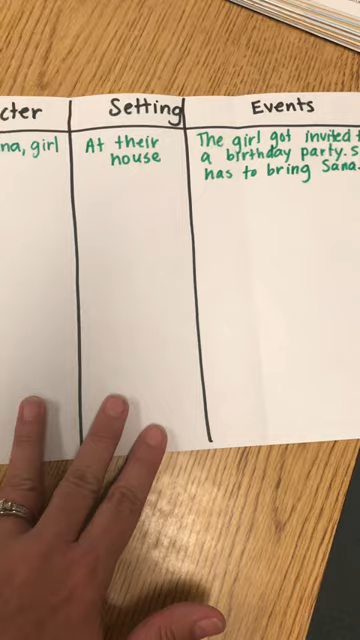 cter Setting Events
na, girl
At their
house
The girl got invited t
a birthday party. S
has to bring Sana.